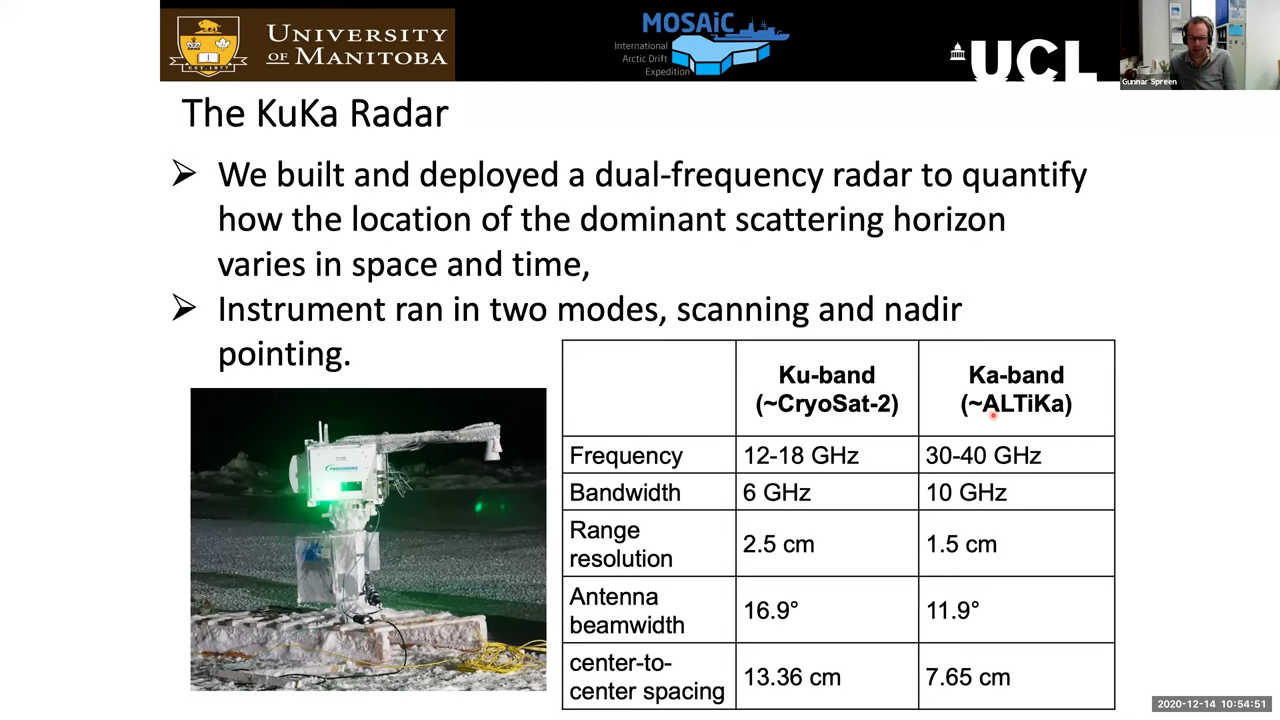 UNIVERSITY
OF MANITOBA
EST. 1877
MOSAiC
International
Arctic Drift
Expedition
UCL
Gunnar Spreen
The KuKa Radar
➢ We built and deployed a dual-frequency radar to quantify
how the location of the dominant scattering horizon
varies in space and time,
➢ Instrument ran in two modes, scanning and nadir
pointing.
Ku-band
(~CryoSat-2)
Ka-band
(~ALTiKa)
Frequency 12-18 GHz 30-40 GHz
Bandwidth 6 GHz 10 GHz
Range
resolution 2.5 cm 1.5 cm
Antenna
beamwidth 16.9° 11.9°
center-to-
center spacing 13.36 cm 7.65 cm
PROSENSING
2020-12-14 10:54:51